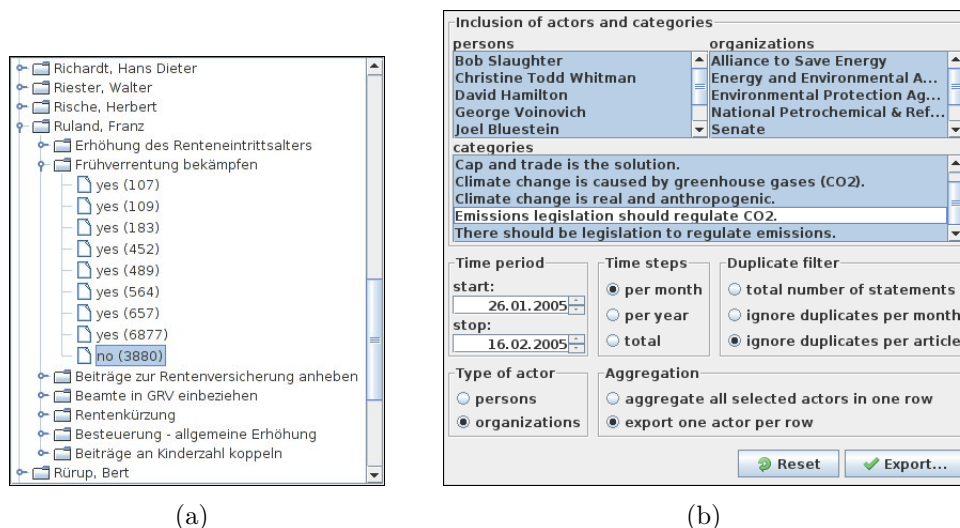 Richardt, Hans Dieter
Riester, Walter
Rische, Herbert
Ruland, Franz
Erhöhung des Renteneintrittsalters
Frühverrentung bekämpfen
yes (107)
yes (109)
yes (183)
yes (452)
yes (489)
yes (564)
yes (657)
yes (6877)
no (3880)
Beiträge zur Rentenversicherung anheben
Beamte in GRV einbeziehen
Rentenkürzung
Besteuerung - allgemeine Erhöhung
Beiträge an Kinderzahl koppeln
Rürup, Bert
(a)
Inclusion of actors and categories
persons
Bob Slaughter
Christine Todd Whitman
David Hamilton
George Voinovich
Joel Bluestein
organizations
Alliance to Save Energy
Energy and Environmental A...
Environmental Protection Ag...
National Petrochemical & Ref...
Senate
categories
Cap and trade is the solution.
Climate change is caused by greenhouse gases (CO2).
Climate change is real and anthropogenic.
Emissions legislation should regulate CO2.
There should be legislation to regulate emissions.
Time period
start:
26.01.2005
stop:
16.02.2005
Time steps
per month
per year
total
Duplicate filter
total number of statements
ignore duplicates per month
ignore duplicates per article
Type of actor
persons
organizations
Aggregation
aggregate all selected actors in one row
export one actor per row
Reset
Export...
(b)